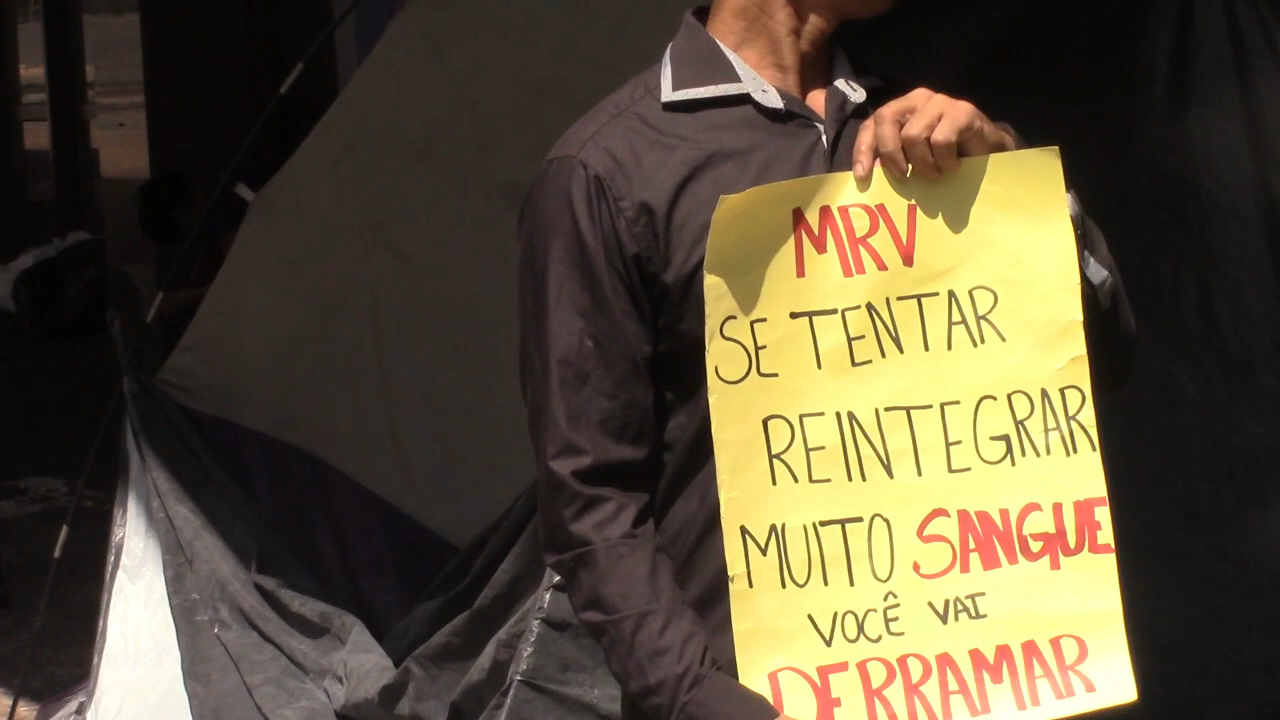 MRV
SE TENTAR
REINTEGRAR
MUITO SANGUE
VOCÊ VAI
DERRAMAR